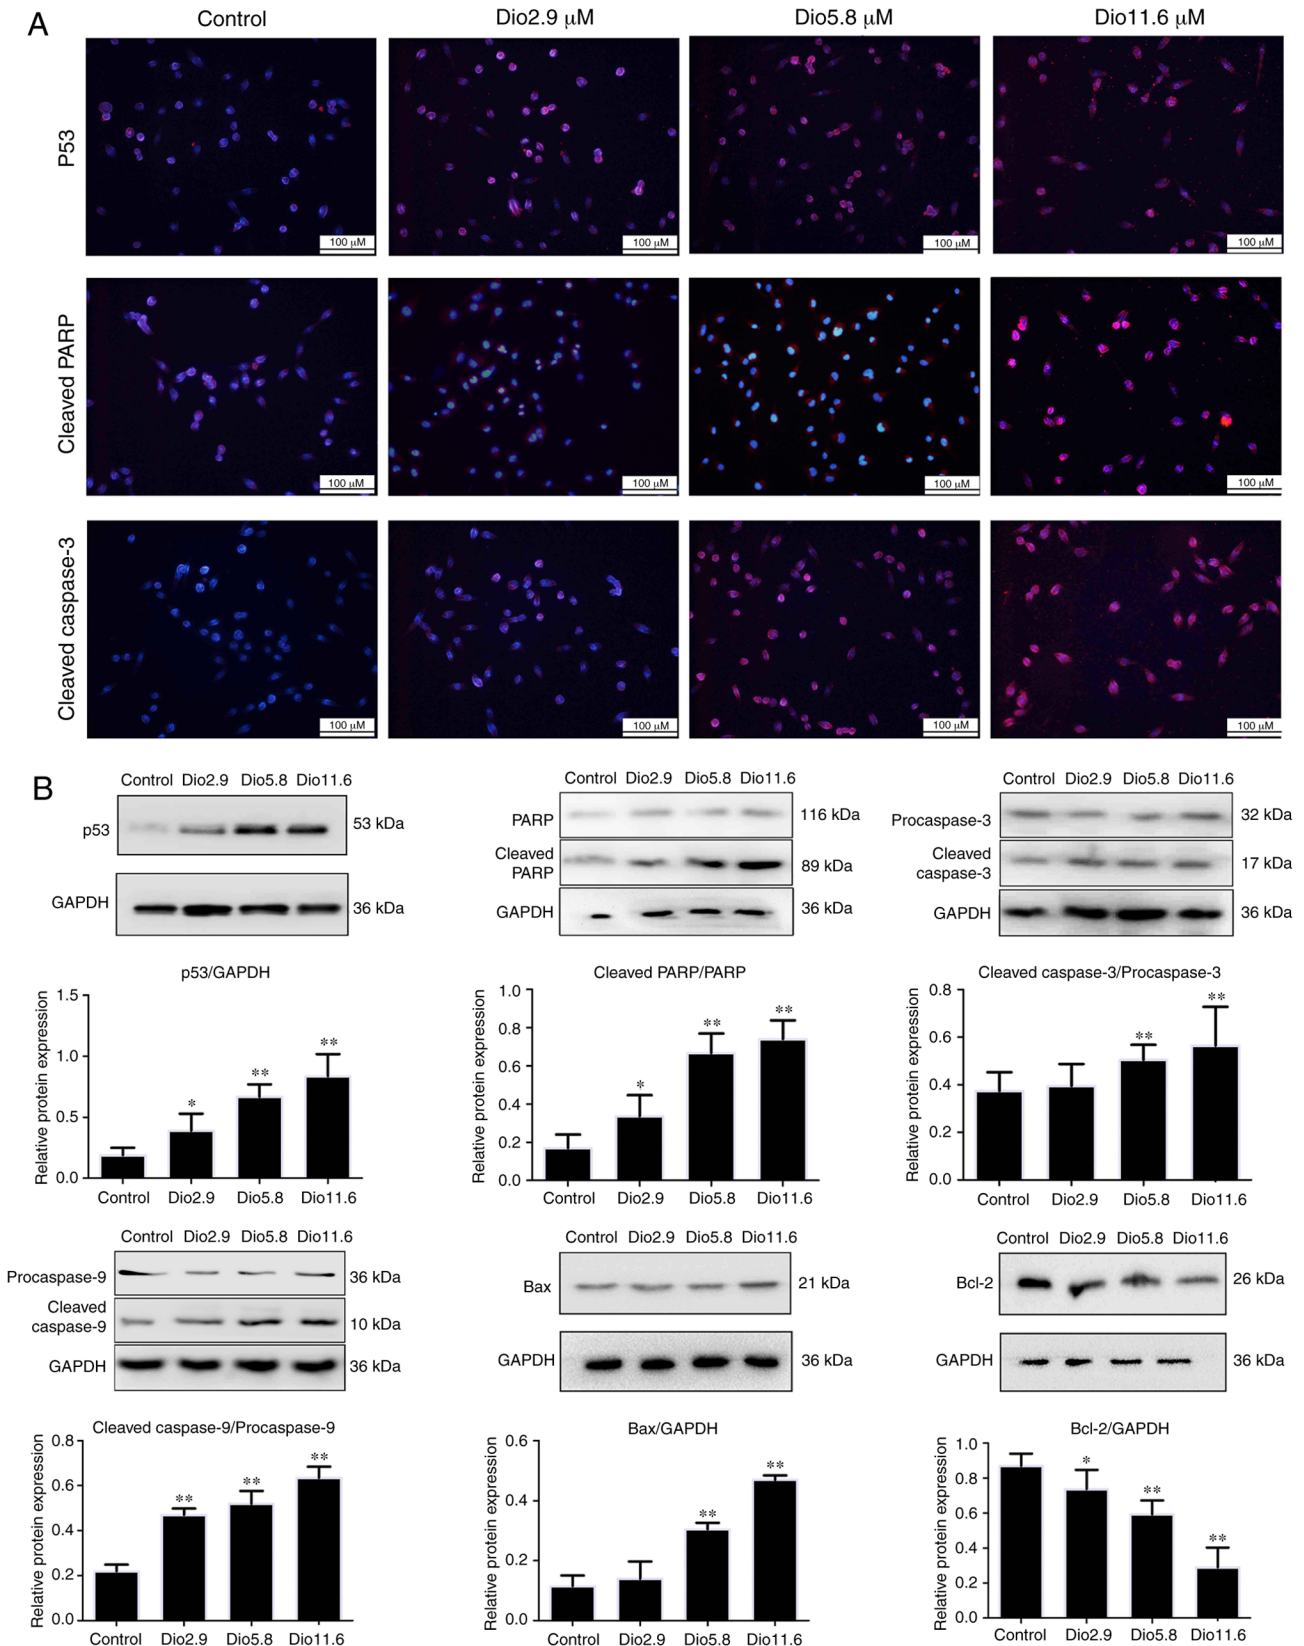 A
Control
Dio2.9 μM
Dio5.8 μM
Dio11.6 μM
P53
100 μM
100 μM
100 μM
100 μM
Cleaved PARP
100 μM
100 μM
100 μM
100 μM
Cleaved caspase-3
100 μM
100 μM
100 μM
100 μM
B
Control Dio2.9 Dio5.8 Dio11.6
p53
53 kDa
GAPDH
36 kDa
Control Dio2.9 Dio5.8 Dio11.6
PARP
116 kDa
Cleaved
PARP
89 kDa
GAPDH
36 kDa
Control Dio2.9 Dio5.8 Dio11.6
Procaspase-3
32 kDa
Cleaved
caspase-3
17 kDa
GAPDH
36 kDa
p53/GAPDH
Relative protein expression
1.5
1.0
0.5
0.0
*
**
**
Control Dio2.9 Dio5.8 Dio11.6
Cleaved PARP/PARP
Relative protein expression
1.0
0.8
0.6
0.4
0.2
0.0
*
**
**
Control Dio2.9 Dio5.8 Dio11.6
Cleaved caspase-3/Procaspase-3
Relative protein expression
0.8
0.6
0.4
0.2
0.0
**
**
Control Dio2.9 Dio5.8 Dio11.6
Control Dio2.9 Dio5.8 Dio11.6
Procaspase-9
36 kDa
Cleaved
caspase-9
10 kDa
GAPDH
36 kDa
Control Dio2.9 Dio5.8 Dio11.6
Bax
21 kDa
GAPDH
36 kDa
Control Dio2.9 Dio5.8 Dio11.6
Bcl-2
26 kDa
GAPDH
36 kDa
Cleaved caspase-9/Procaspase-9
Relative protein expression
0.8
0.6
0.4
0.2
0.0
**
**
**
Control Dio2.9 Dio5.8 Dio11.6
Bax/GAPDH
Relative protein expression
0.6
0.4
0.2
0.0
**
**
Control Dio2.9 Dio5.8 Dio11.6
Bcl-2/GAPDH
Relative protein expression
1.0
0.8
0.6
0.4
0.2
0.0
*
**
**
Control Dio2.9 Dio5.8 Dio11.6